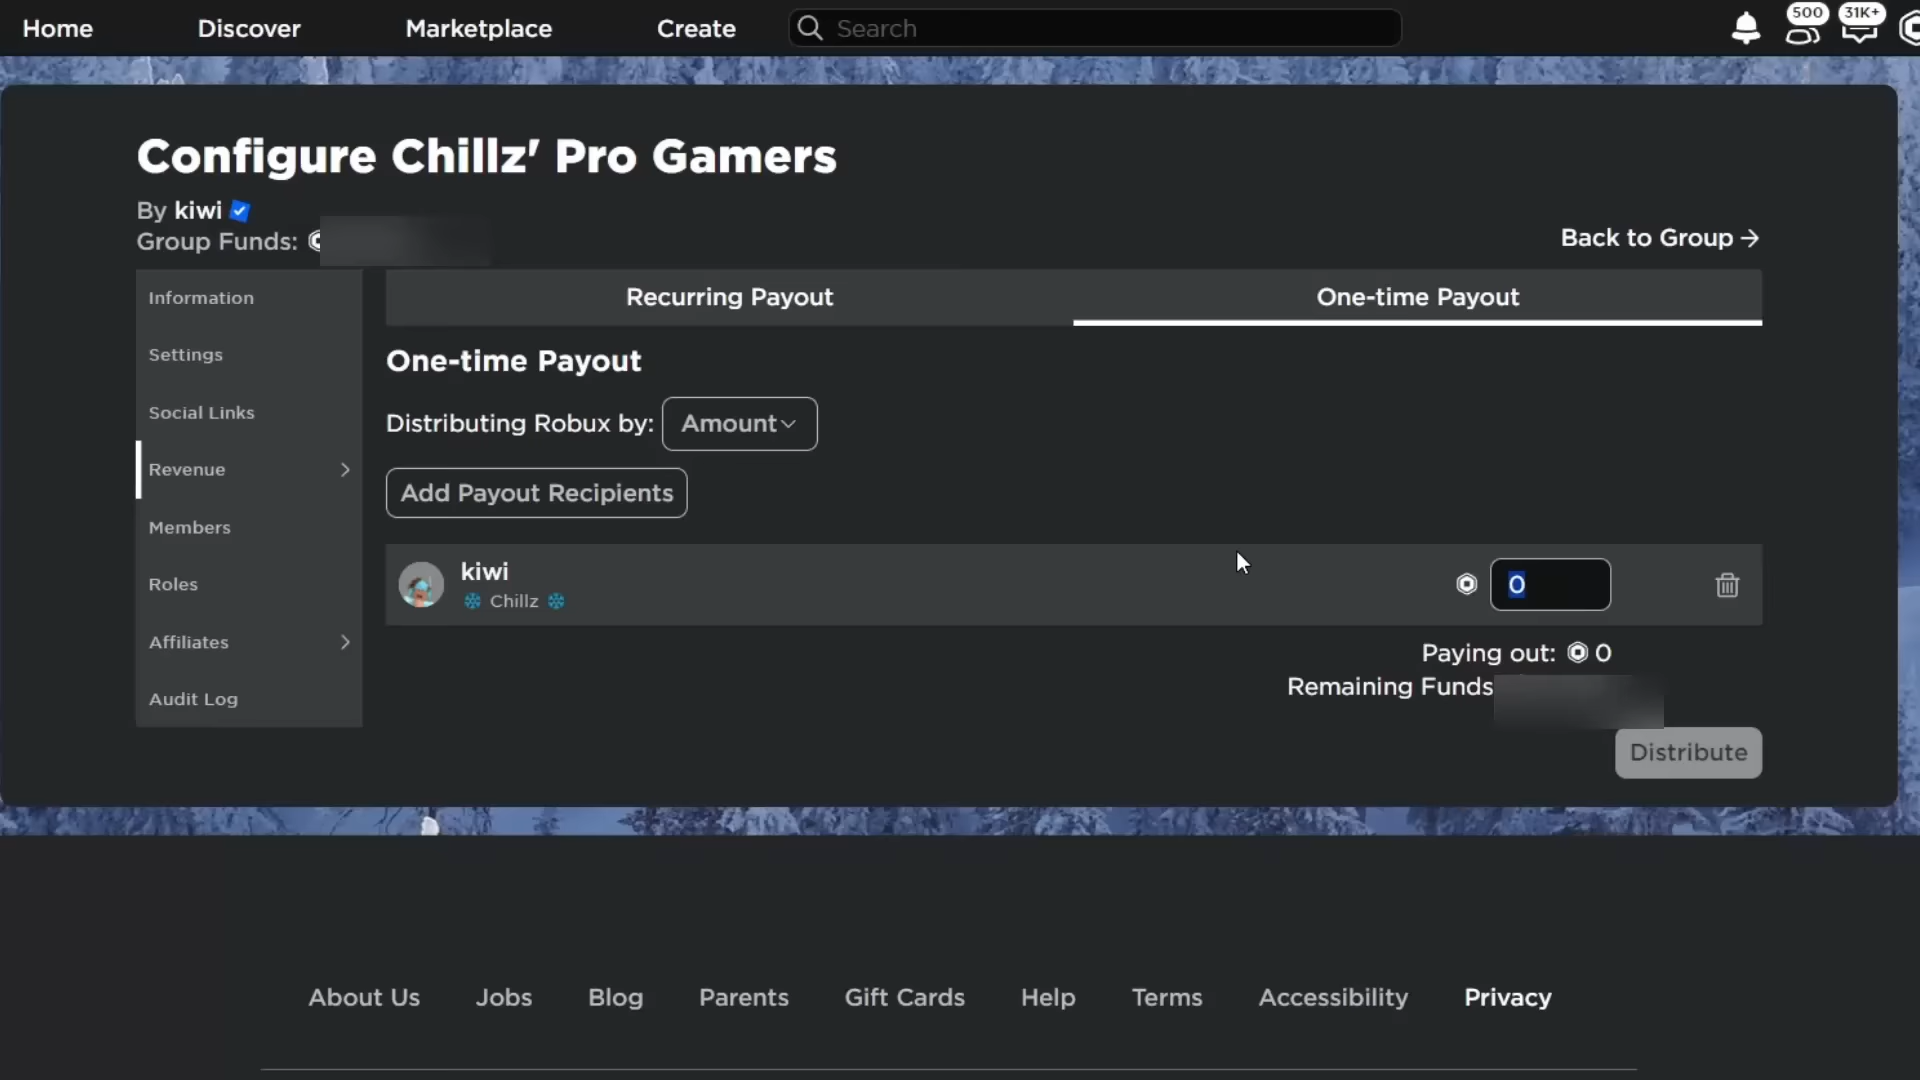 Home Discover Marketplace Create Search 500 31K+
Configure Chillz' Pro Gamers
By kiwi
Group Funds:
Back to Group
Information
Settings
Social Links
Revenue
Members
Roles
Affiliates
Audit Log
Recurring Payout One-time Payout
One-time Payout
Distributing Robux by: Amount
Add Payout Recipients
kiwi
Chillz
0
Paying out: 0
Remaining Funds
Distribute
About Us Jobs Blog Parents Gift Cards Help Terms Accessibility Privacy